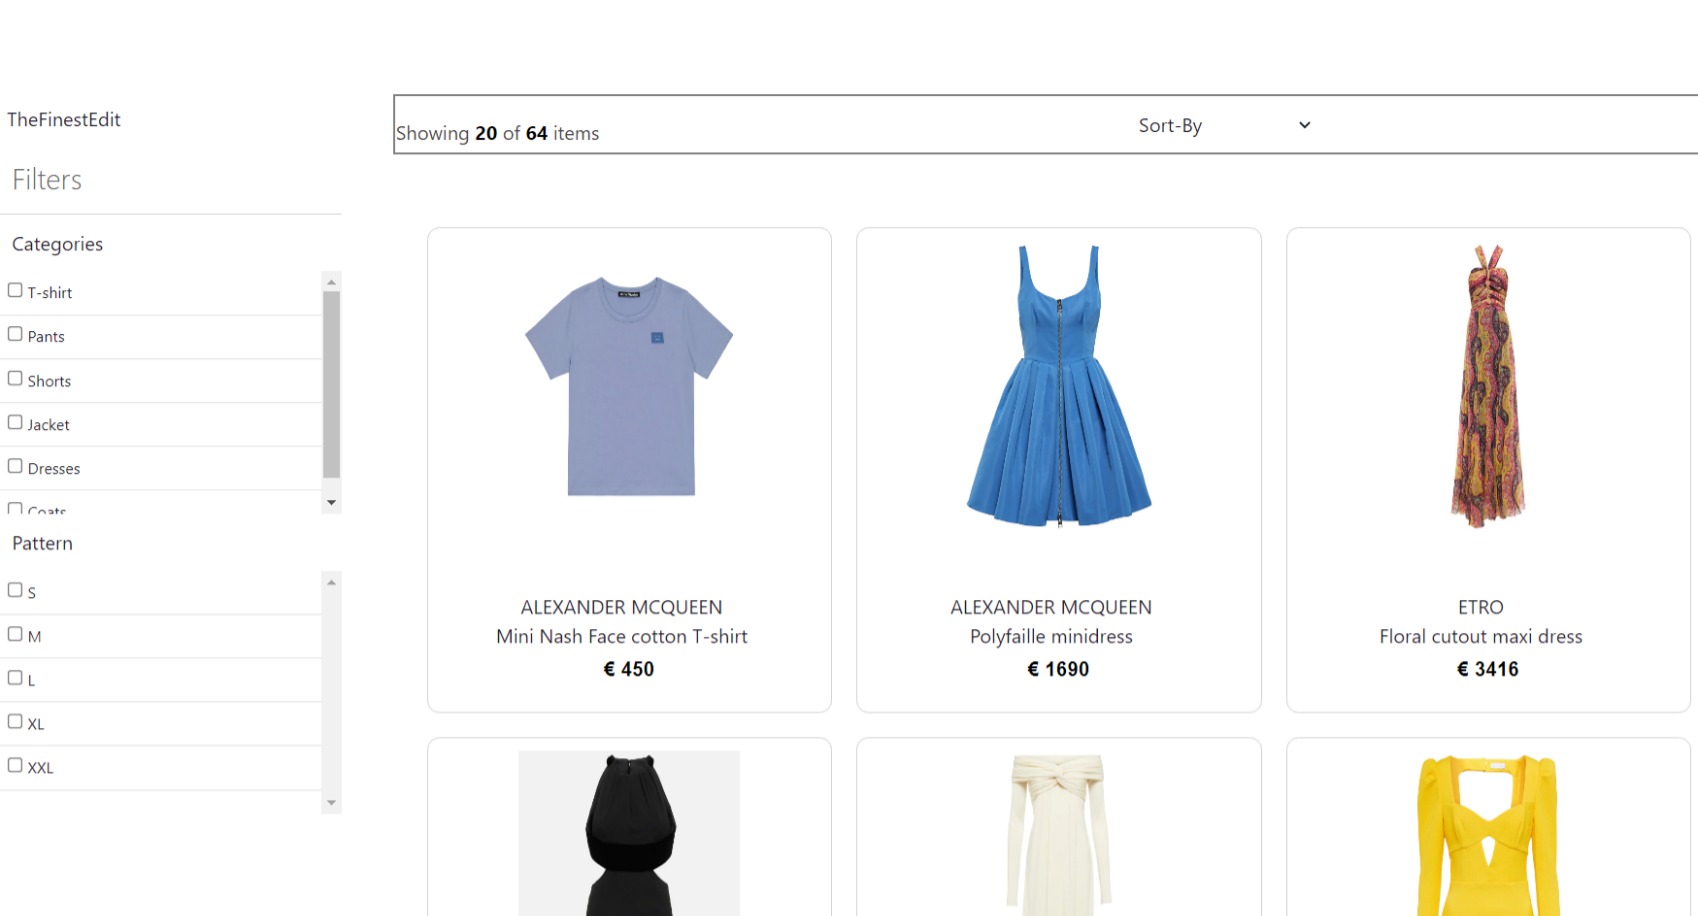 TheFinestEdit
Filters
Categories
T-shirt
Pants
Shorts
Jacket
Dresses
Coats
Pattern
S
M
L
XL
XXL
Showing 20 of 64 items
Sort-By
ALEXANDER MCQUEEN
Mini Nash Face cotton T-shirt
€ 450
ALEXANDER MCQUEEN
Polyfaille minidress
€ 1690
ETRO
Floral cutout maxi dress
€ 3416